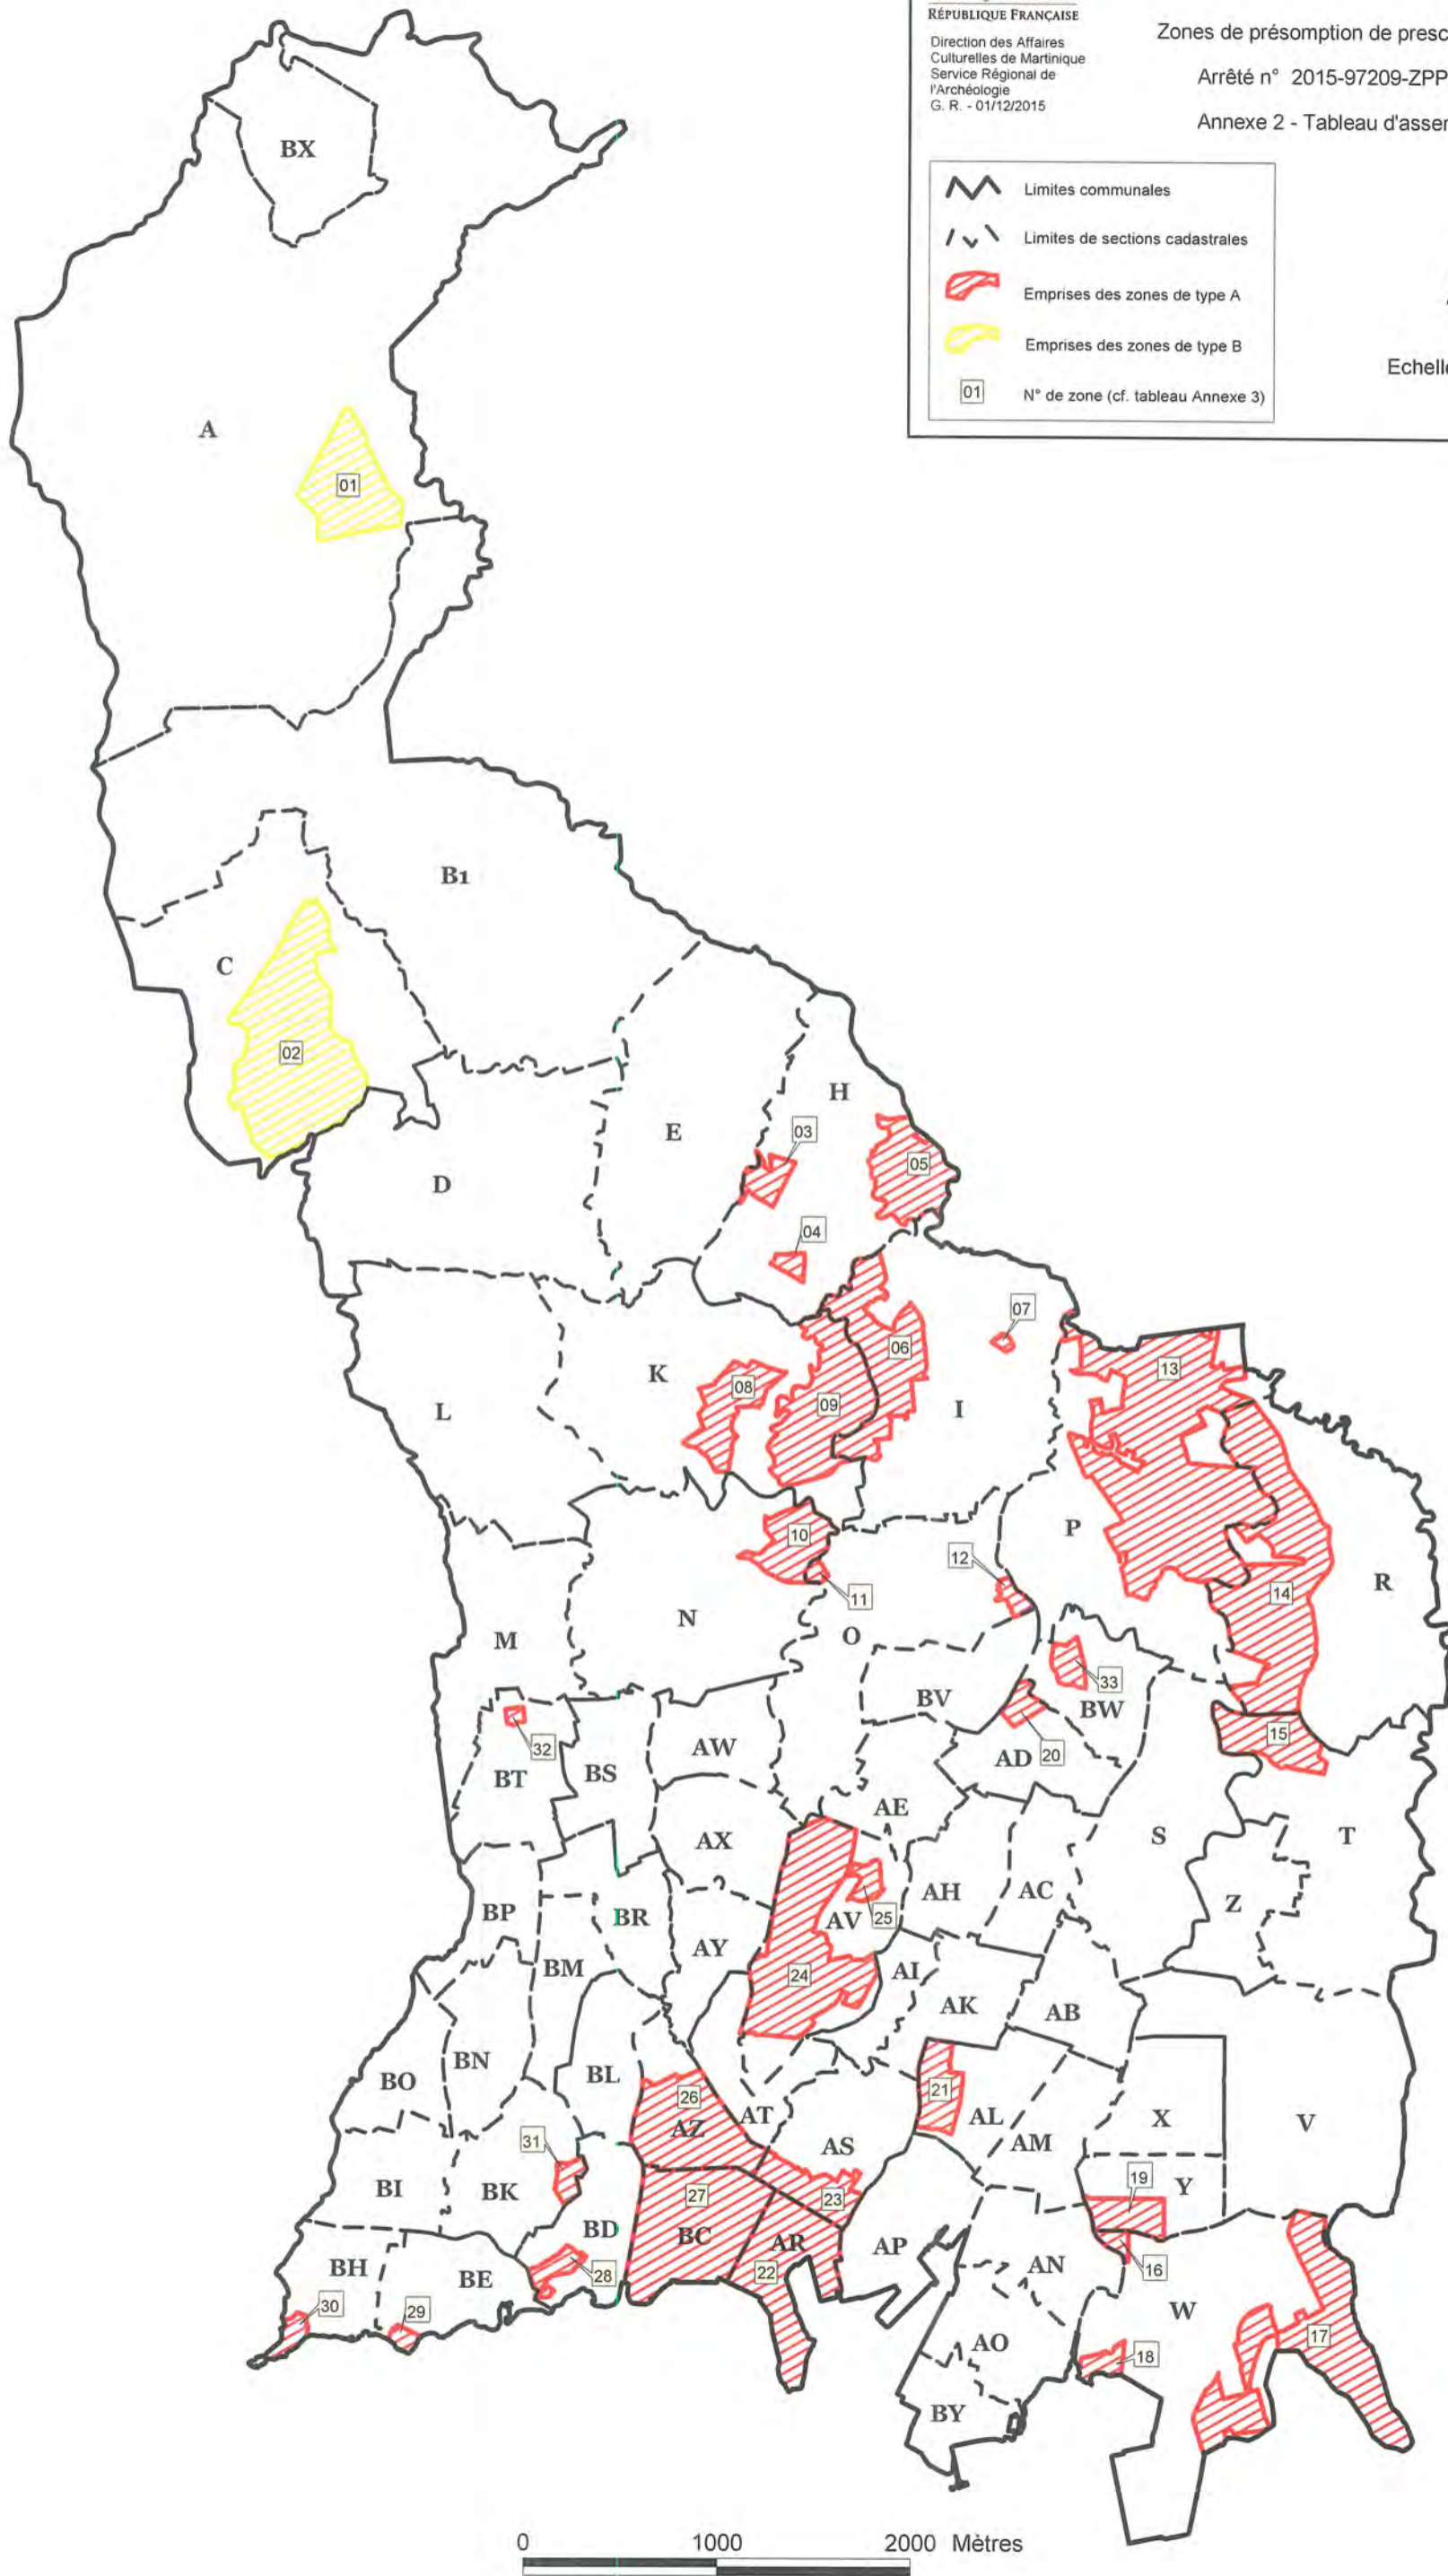 RÉPUBLIQUE FRANÇAISE
Direction des Affaires
Culturelles de Martinique
Service Régional de
l'Archéologie
G. R. - 01/12/2015
Zones de présomption de presc
Arrêté n° 2015-97209-ZPP
Annexe 2 - Tableau d'asser
Limites communales
Limites de sections cadastrales
Emprises des zones de type A
Emprises des zones de type B
01 N° de zone (cf. tableau Annexe 3)
Echelle
BX
A
01
B1
C
02
H
E
03
05
D
04
07
06
13
K
08
09
I
L
10
P
12
14
R
11
N
O
M
33
BV
BW
15
32
AW
20
BS
AD
BT
AE
S
T
AX
AH
AC
25
Z
BP
BR
AV
AY
BM
24
AI
AK
AB
BN
BL
BO
26
21
AZ
AT
AL
X
V
AS
AM
31
19
BI
BK
27
23
Y
BD
BC
AR
AP
AN
BH
BE
28
22
16
30
29
W
17
AO
18
BY
0 1000 2000 Mètres